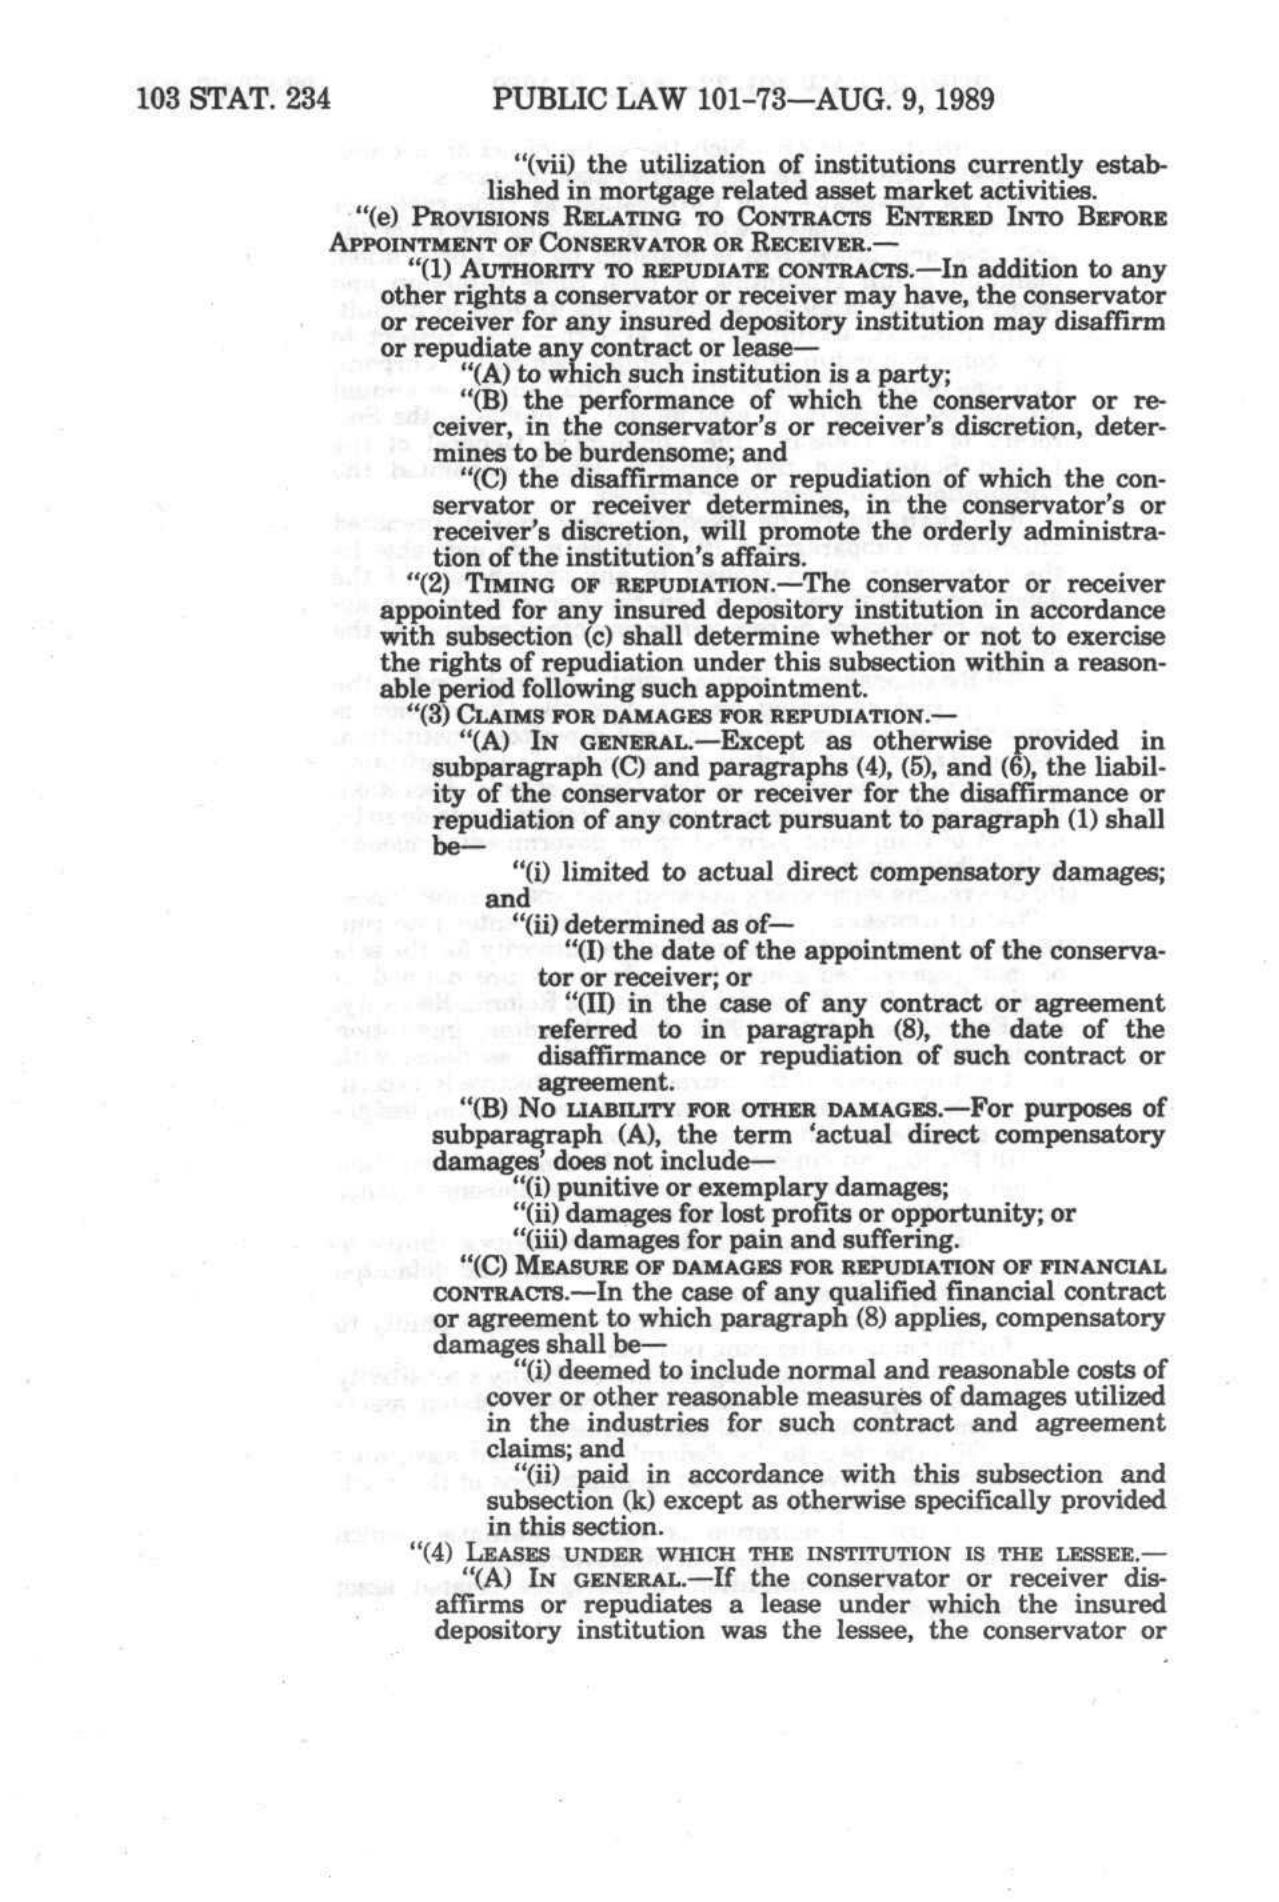 103 STAT. 234 PUBLIC LAW 101-73—AUG. 9, 1989
"(vii) the utilization of institutions currently estab-
lished in mortgage related asset market activities.
"(e) PROVISIONS RELATING TO CONTRACTS ENTERED INTO BEFORE
APPOINTMENT OF CONSERVATOR OR RECEIVER.—
"(1) AUTHORITY TO REPUDIATE CONTRACTS.—In addition to any
other rights a conservator or receiver may have, the conservator
or receiver for any insured depository institution may disaffirm
or repudiate any contract or lease—
"(A) to which such institution is a party;
"(B) the performance of which the conservator or re-
ceiver, in the conservator's or receiver's discretion, deter-
mines to be burdensome; and
"(C) the disaffirmance or repudiation of which the con-
servator or receiver determines, in the conservator's or
receiver's discretion, will promote the orderly administra-
tion of the institution's affairs.
"(2) TIMING OF REPUDIATION.—The conservator or receiver
appointed for any insured depository institution in accordance
with subsection (c) shall determine whether or not to exercise
the rights of repudiation under this subsection within a reason-
able period following such appointment.
"(3) CLAIMS FOR DAMAGES FOR REPUDIATION.—
"(A) IN GENERAL.—Except as otherwise provided in
subparagraph (C) and paragraphs (4), (5), and (6), the liabil-
ity of the conservator or receiver for the disaffirmance or
repudiation of any contract pursuant to paragraph (1) shall
be—
"(i) limited to actual direct compensatory damages;
and
"(ii) determined as of—
"(I) the date of the appointment of the conserva-
tor or receiver; or
"(II) in the case of any contract or agreement
referred to in paragraph (8), the date of the
disaffirmance or repudiation of such contract or
agreement.
"(B) NO LIABILITY FOR OTHER DAMAGES.—For purposes of
subparagraph (A), the term 'actual direct compensatory
damages' does not include—
"(i) punitive or exemplary damages;
"(ii) damages for lost profits or opportunity; or
"(iii) damages for pain and suffering.
"(C) MEASURE OF DAMAGES FOR REPUDIATION OF FINANCIAL
CONTRACTS.—In the case of any qualified financial contract
or agreement to which paragraph (8) applies, compensatory
damages shall be—
"(i) deemed to include normal and reasonable costs of
cover or other reasonable measures of damages utilized
in the industries for such contract and agreement
claims; and
"(ii) paid in accordance with this subsection and
subsection (k) except as otherwise specifically provided
in this section.
"(4) LEASES UNDER WHICH THE INSTITUTION IS THE LESSEE.—
"(A) IN GENERAL.—If the conservator or receiver dis-
affirms or repudiates a lease under which the insured
depository institution was the lessee, the conservator or